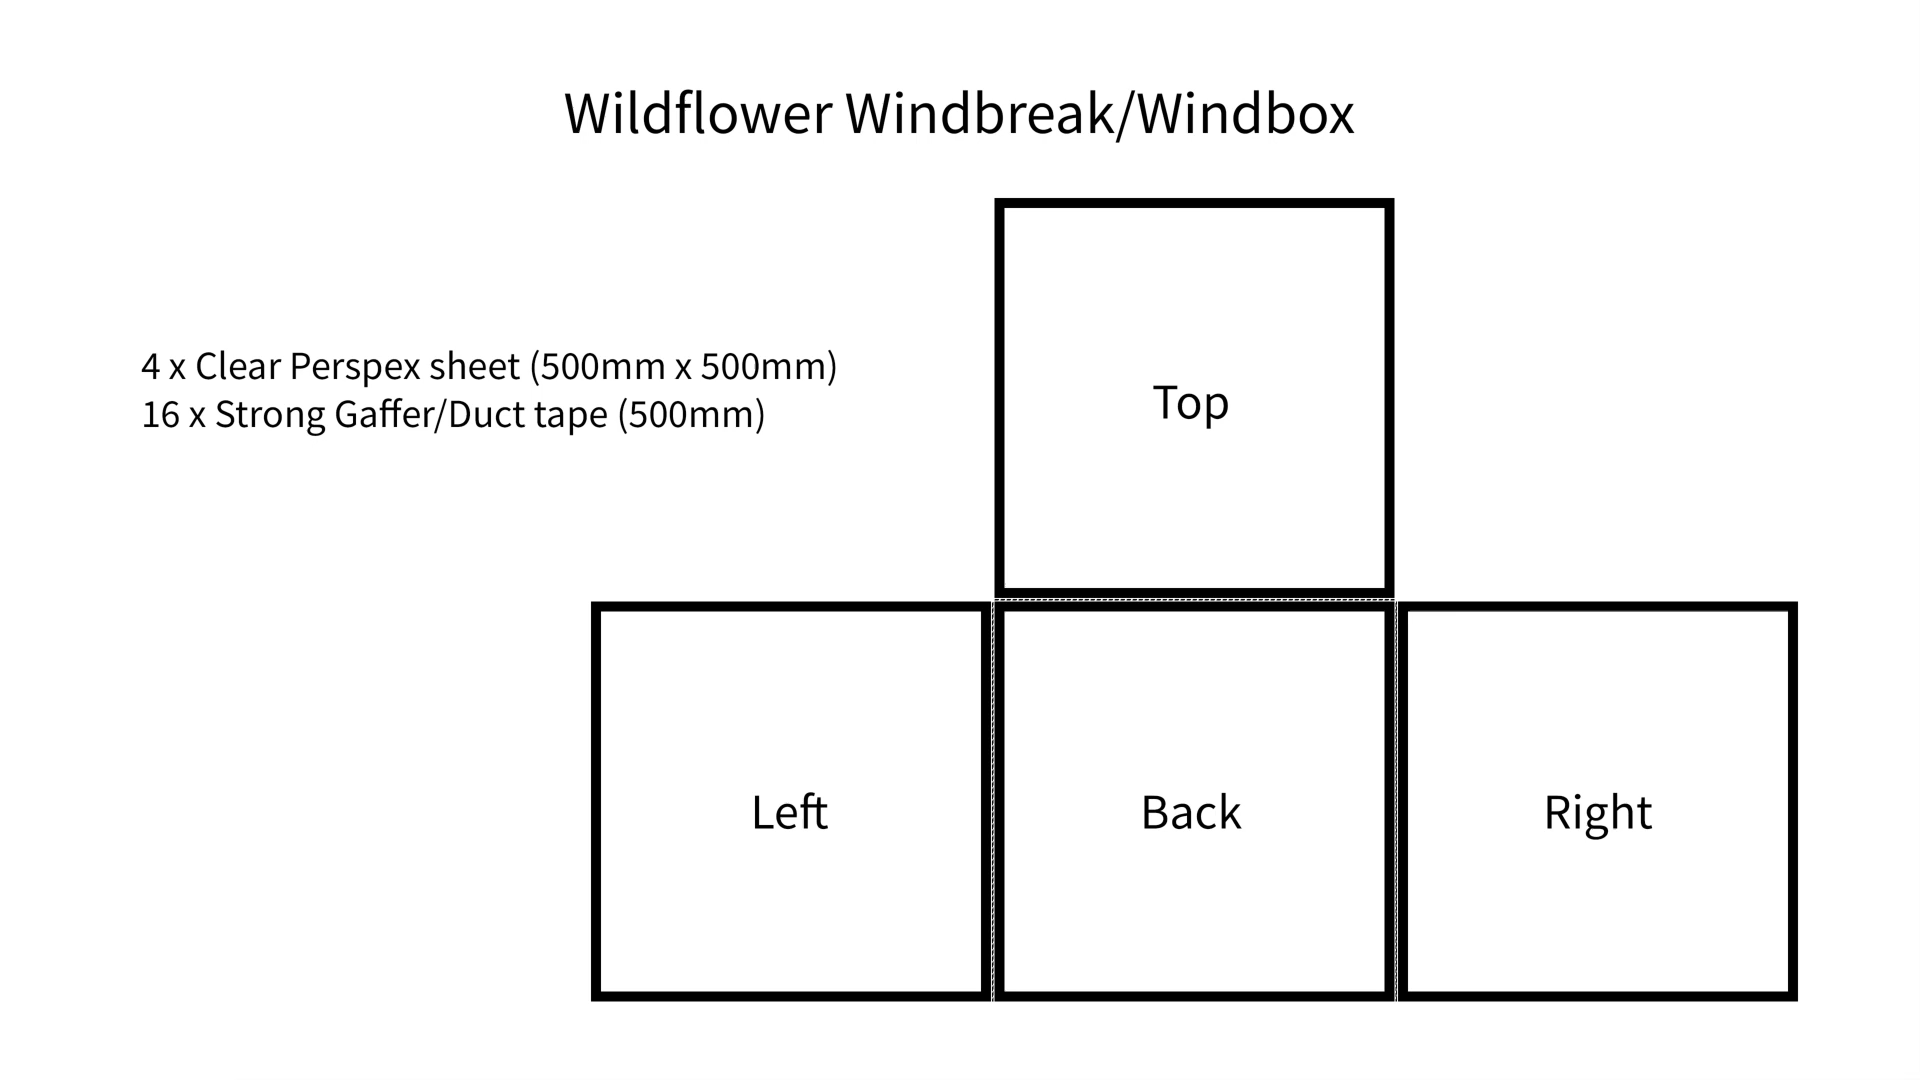 Wildflower Windbreak/Windbox
4 x Clear Perspex sheet (500mm x 500mm)
16 x Strong Gaffer/Duct tape (500mm)
Top
Left
Back
Right